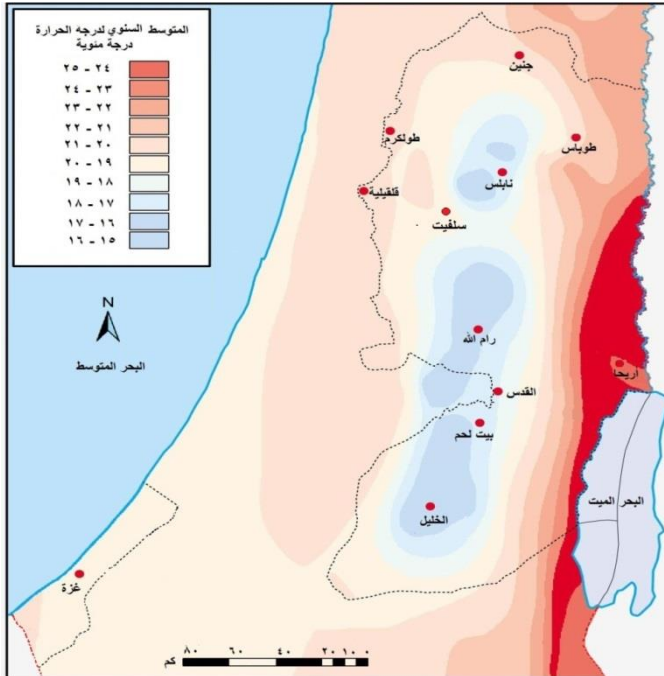 المتوسط السنوي لدرجه الحرارة
درجة مئوية
٢٥ - ٢٤
٢٤ - ٢٣
٢٣ - ٢٢
٢٢ - ٢١
٢١ - ٢٠
٢٠ - ١٩
١٩ - ١٨
١٨ - ١٧
١٧ - ١٦
١٦ - ١٥
جنين
طولكرم
طوباس
نابلس
قلقيلية
سلفيت
N
رام الله
البحر المتوسط
اريحا
القدس
بيت لحم
البحر الميت
الخليل
غزة
٨٠ ٦٠ ٤٠ ٢٠ ١٠ ٠
كم